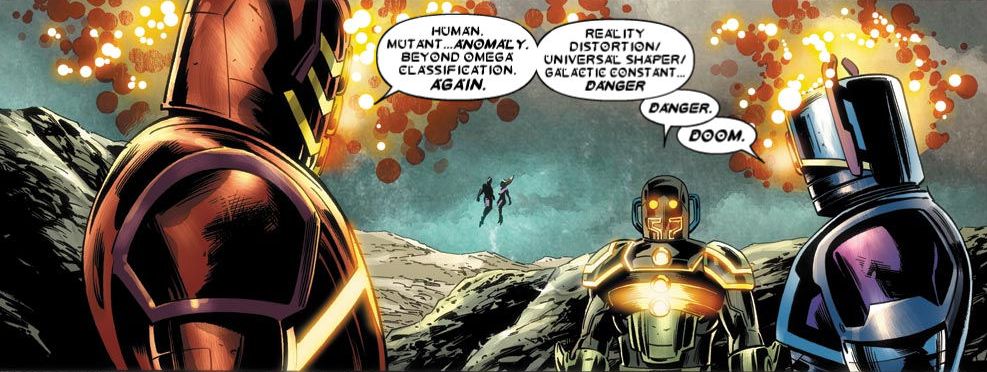 HUMAN.
MUTANT...ANOMALY.
BEYOND OMEGA
CLASSIFICATION.
AGAIN.
REALITY
DISTORTION/
UNIVERSAL SHAPER/
GALACTIC CONSTANT...
DANGER
DANGER.
DOOM.